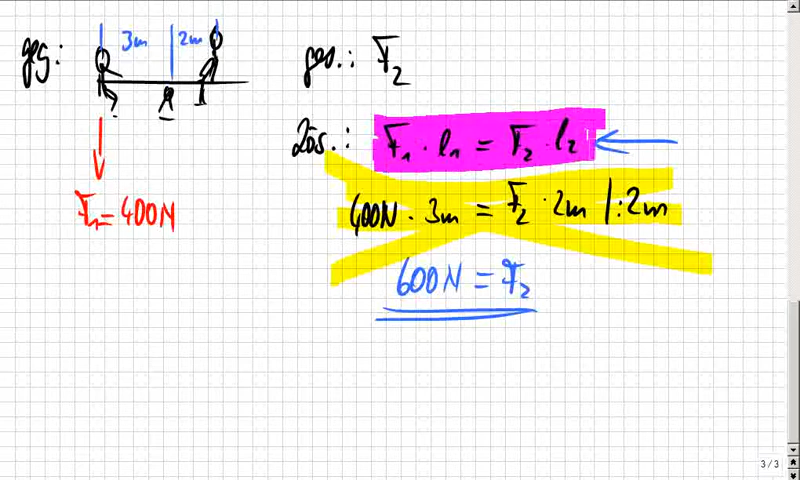 geg:
3m 2m
F₁ = 400N
ges.: F₂
Lös.: F₁ · l₁ = F₂ · l₂
400N · 3m = F₂ · 2m |:2m
600N = F₂
3/3